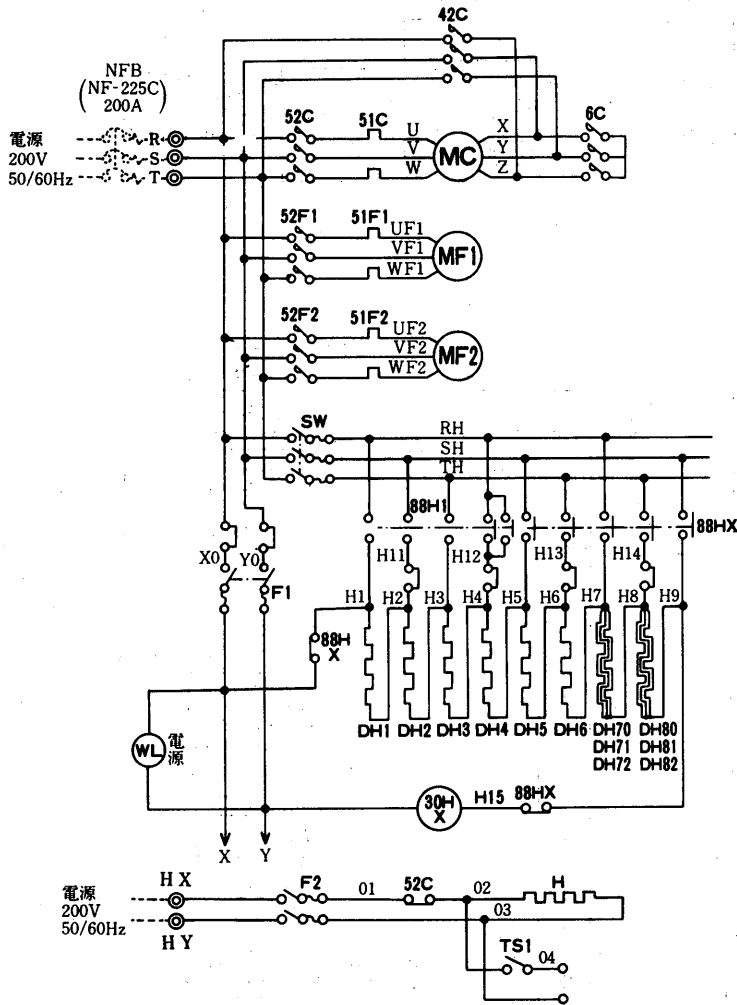 42C
NFB
(NF-225C)
200A
電源
200V
50/60Hz
R
S
T
52C
51C
U
V
W
MC
X
Y
Z
6C
52F1
51F1
UF1
VF1
WF1
MF1
52F2
51F2
UF2
VF2
WF2
MF2
SW
RH
SH
TH
88H1
88HX
X0
Y0
F1
H11
H12
H13
H14
H1
H2
H3
H4
H5
H6
H7
H8
H9
88H
X
DH1
DH2
DH3
DH4
DH5
DH6
DH70
DH71
DH72
DH80
DH81
DH82
WL
電源
30H
X
H15
88HX
X
Y
電源
200V
50/60Hz
H X
H Y
F2
01
52C
02
H
03
TS1
04